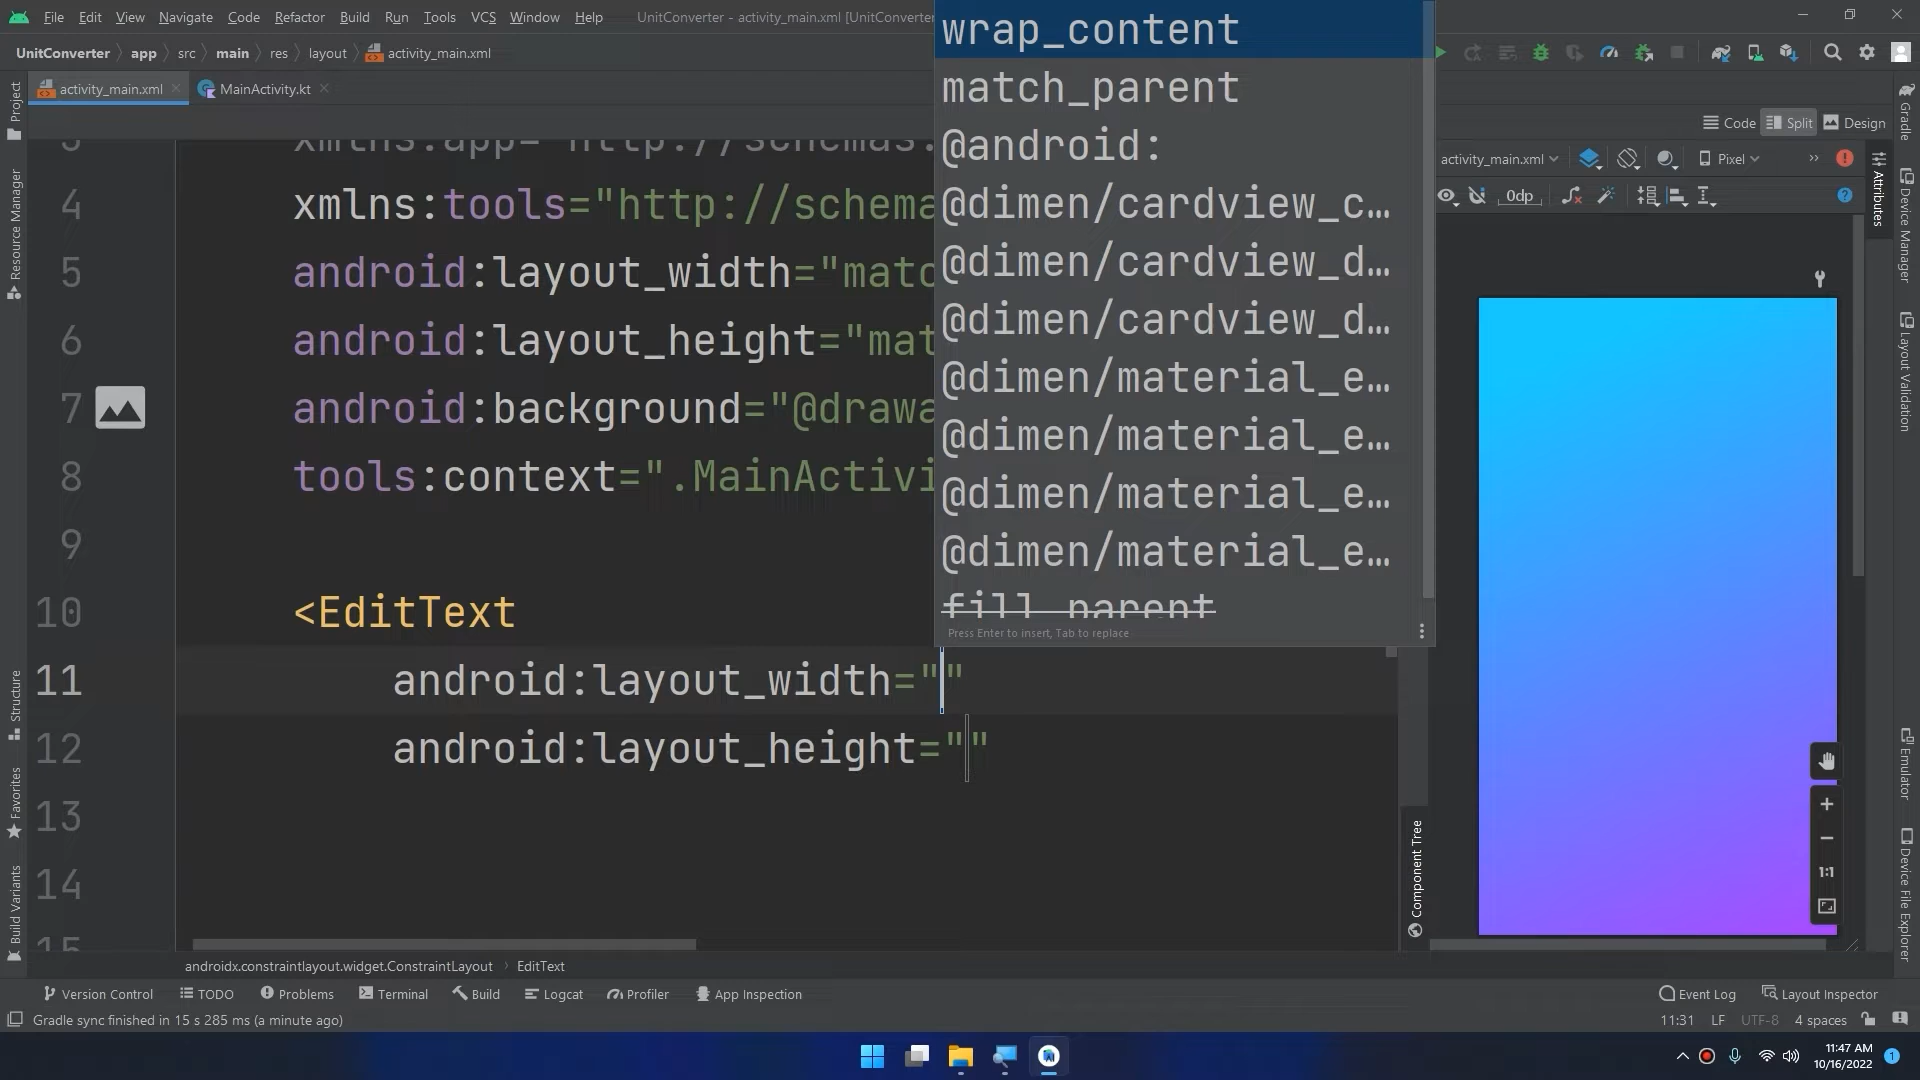 File Edit View Navigate Code Refactor Build Run Tools VCS Window Help UnitConverter - activity_main.xml [UnitConverter
UnitConverter app src main res layout activity_main.xml
activity_main.xml MainActivity.kt
Code Split Design
activity_main.xml Pixel
0dp
wrap_content
match_parent
@android:
@dimen/cardview_c…
@dimen/cardview_d…
@dimen/cardview_d…
@dimen/material_e…
@dimen/material_e…
@dimen/material_e…
@dimen/material_e…
fill_parent
Press Enter to insert, Tab to replace
4 xmlns:tools="http://schema
5 android:layout_width="matc
6 android:layout_height="mat
7 android:background="@drawa
8 tools:context=".MainActivi
9
10 <EditText
11 android:layout_width=""
12 android:layout_height=""
13
14
15
Project
Resource Manager
Structure
Favorites
Build Variants
Component Tree
Attributes
Gradle
Device Manager
Layout Validation
Emulator
Device File Explorer
1:1
androidx.constraintlayout.widget.ConstraintLayout EditText
Version Control TODO Problems Terminal Build Logcat Profiler App Inspection Event Log Layout Inspector
Gradle sync finished in 15 s 285 ms (a minute ago) 11:31 LF UTF-8 4 spaces
11:47 AM
10/16/2022
1